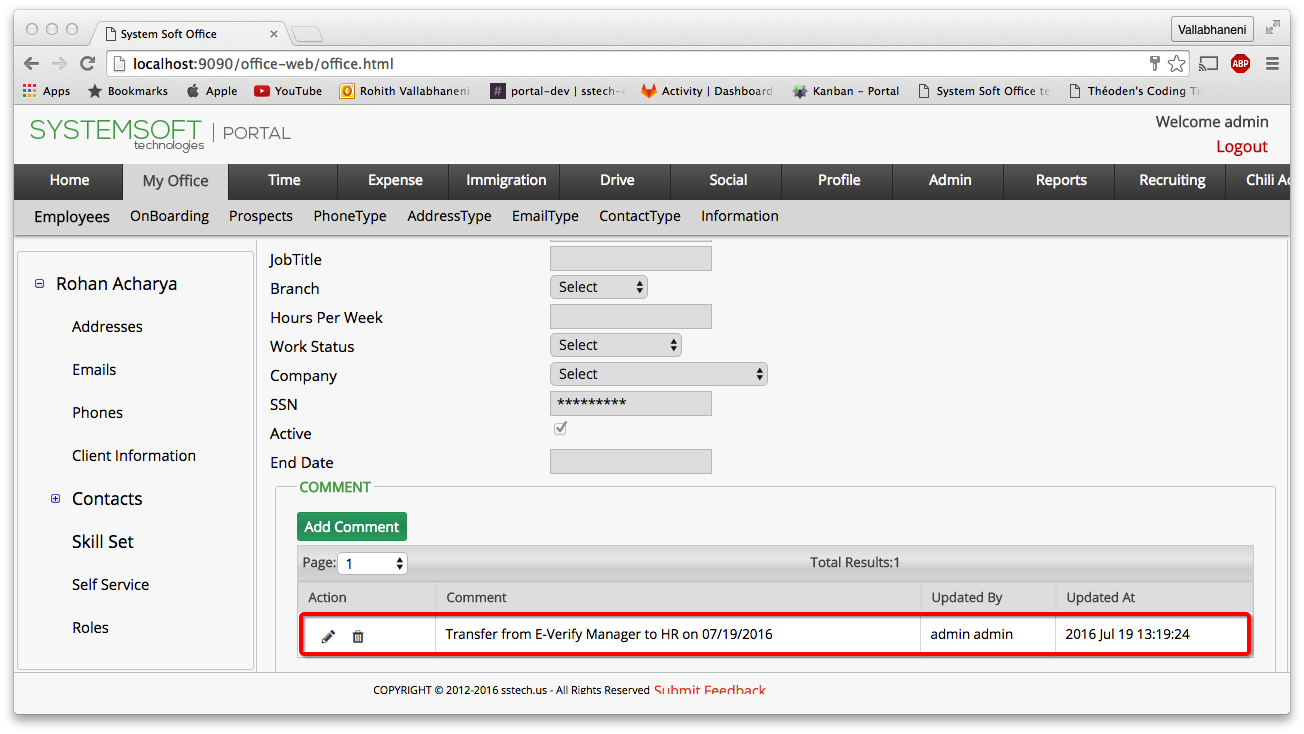 System Soft Office
Vallabhaneni
localhost:9090/office-web/office.html
ABP
Apps Bookmarks Apple YouTube Rohith Vallabhaneni portal-dev | sstech- Activity | Dashboard Kanban – Portal System Soft Office Théoden's Coding
SYSTEMSOFT technologies | PORTAL
Welcome admin
Logout
Home My Office Time Expense Immigration Drive Social Profile Admin Reports Recruiting Chili
Employees OnBoarding Prospects PhoneType AddressType EmailType ContactType Information
Rohan Acharya
Addresses
Emails
Phones
Client Information
Contacts
Skill Set
Self Service
Roles
JobTitle
Branch Select
Hours Per Week
Work Status Select
Company Select
SSN *********
Active
End Date
COMMENT
Add Comment
Page: 1 Total Results:1
Action Comment Updated By Updated At
Transfer from E-Verify Manager to HR on 07/19/2016 admin admin 2016 Jul 19 13:19:24
COPYRIGHT © 2012-2016 sstech.us - All Rights Reserved Submit Feedback